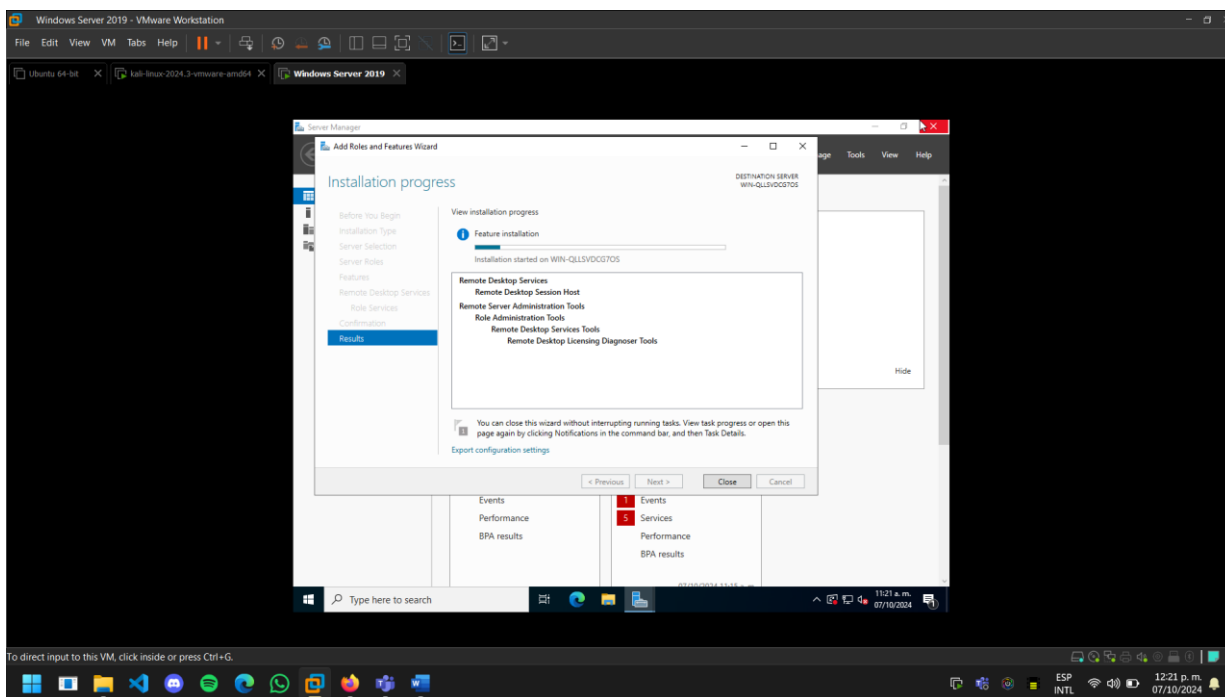 Windows Server 2019 - VMware Workstation
File Edit View VM Tabs Help
Ubuntu 64-bit
kali-linux-2024.3-vmware-amd64
Windows Server 2019
Server Manager
Add Roles and Features Wizard
age Tools View Help
Installation progress
DESTINATION SERVER
WIN-QLLSVDCG7OS
Before You Begin
Installation Type
Server Selection
Server Roles
Features
Remote Desktop Services
Role Services
Confirmation
Results
View installation progress
Feature installation
Installation started on WIN-QLLSVDCG7OS
Remote Desktop Services
Remote Desktop Session Host
Remote Server Administration Tools
Role Administration Tools
Remote Desktop Services Tools
Remote Desktop Licensing Diagnoser Tools
Hide
1
You can close this wizard without interrupting running tasks. View task progress or open this
page again by clicking Notifications in the command bar, and then Task Details.
Export configuration settings
< Previous Next > Close Cancel
Events
Performance
BPA results
1 Events
5 Services
Performance
BPA results
07/10/2024 11:15 a. m.
Type here to search
11:21 a. m.
07/10/2024
1
To direct input to this VM, click inside or press Ctrl+G.
ESP
INTL
12:21 p. m.
07/10/2024